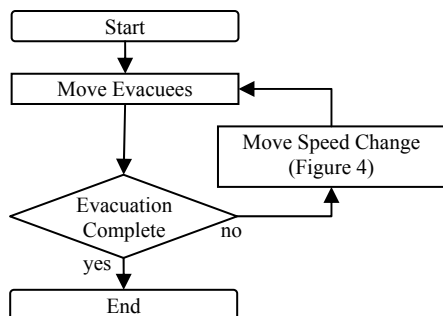 Start
Move Evacuees
Move Speed Change
(Figure 4)
Evacuation
Complete
no
yes
End